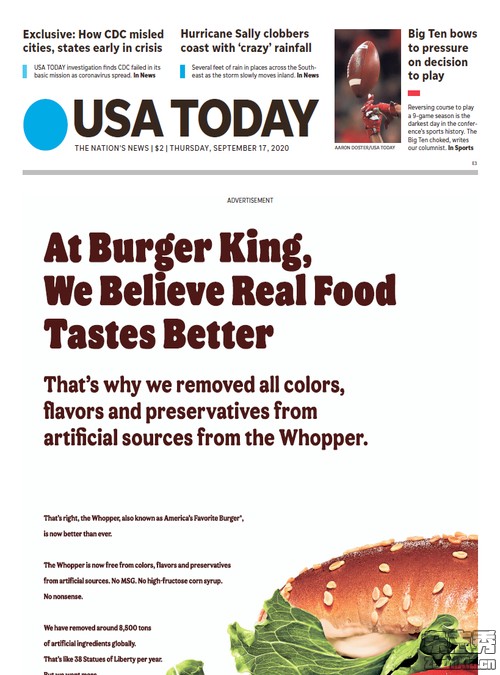 Exclusive: How CDC misled
cities, states early in crisis
USA TODAY investigation finds CDC failed in its
basic mission as coronavirus spread. In News
Hurricane Sally clobbers
coast with ‘crazy’ rainfall
Several feet of rain in places across the South-
east as the storm slowly moves inland. In News
Big Ten bows
to pressure
on decision
to play
Reversing course to play
a 9-game season is the
darkest day in the confer-
ence's sports history. The
Big Ten choked, writes
our columnist. In Sports
AARON DOSTER/USA TODAY
USA TODAY
THE NATION'S NEWS | $2 | THURSDAY, SEPTEMBER 17, 2020
E3
ADVERTISEMENT
At Burger King,
We Believe Real Food
Tastes Better
That’s why we removed all colors,
flavors and preservatives from
artificial sources from the Whopper.
That’s right, the Whopper, also known as America’s Favorite Burger®,
is now better than ever.
The Whopper is now free from colors, flavors and preservatives
from artificial sources. No MSG. No high-fructose corn syrup.
No nonsense.
We have removed around 8,500 tons
of artificial ingredients globally.
That’s like 38 Statues of Liberty per year.
But we want more.